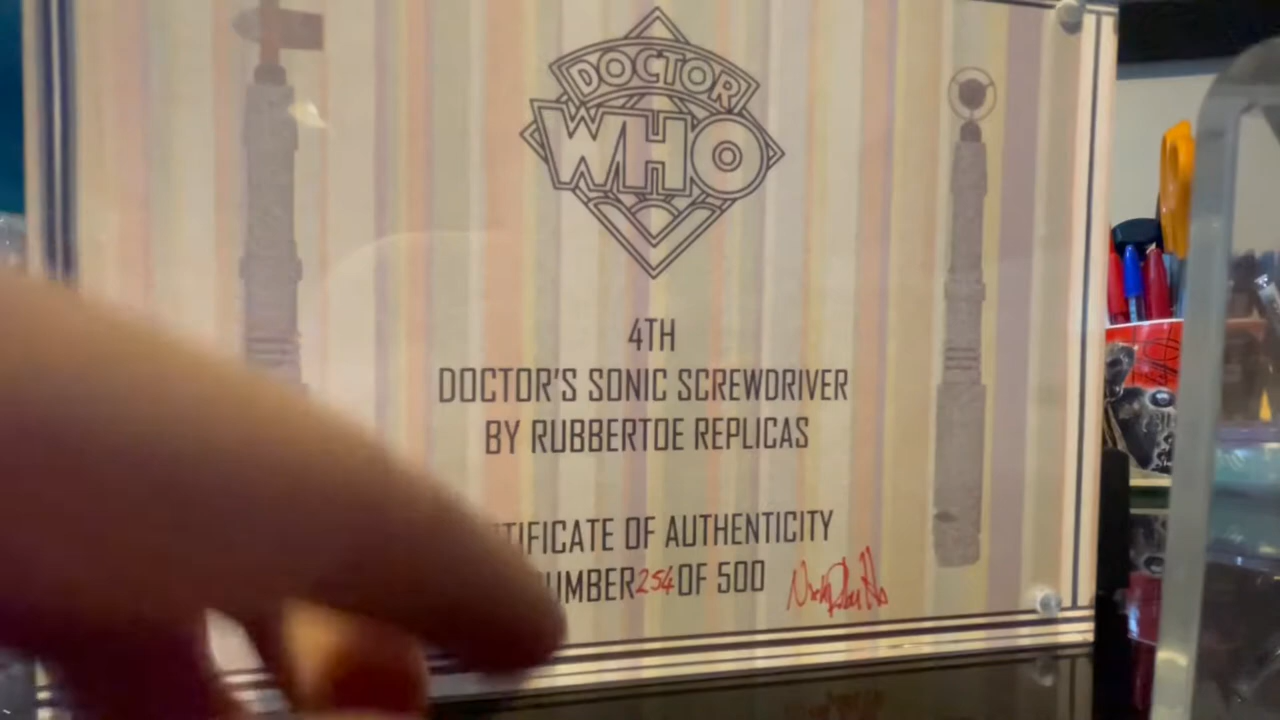 DOCTOR
WHO
4TH
DOCTOR'S SONIC SCREWDRIVER
BY RUBBERTOE REPLICAS
TIFICATE OF AUTHENTICITY
UMBER 254 OF 500